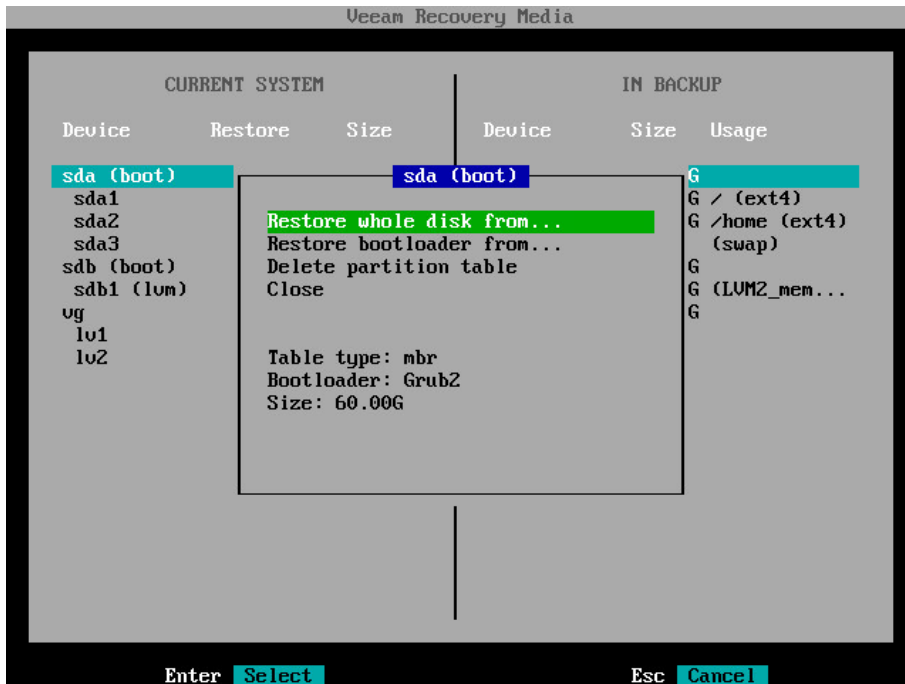 Veeam Recovery Media
CURRENT SYSTEM IN BACKUP
Device Restore Size Device Size Usage
sda (boot) sda (boot) G
sda1 G / (ext4)
sda2 Restore whole disk from... G /home (ext4)
sda3 Restore bootloader from... (swap)
sdb (boot) Delete partition table G
sdb1 (lvm) Close G (LVM2_mem...
vg G
lv1
lv2 Table type: mbr
Bootloader: Grub2
Size: 60.00G
Enter Select Esc Cancel